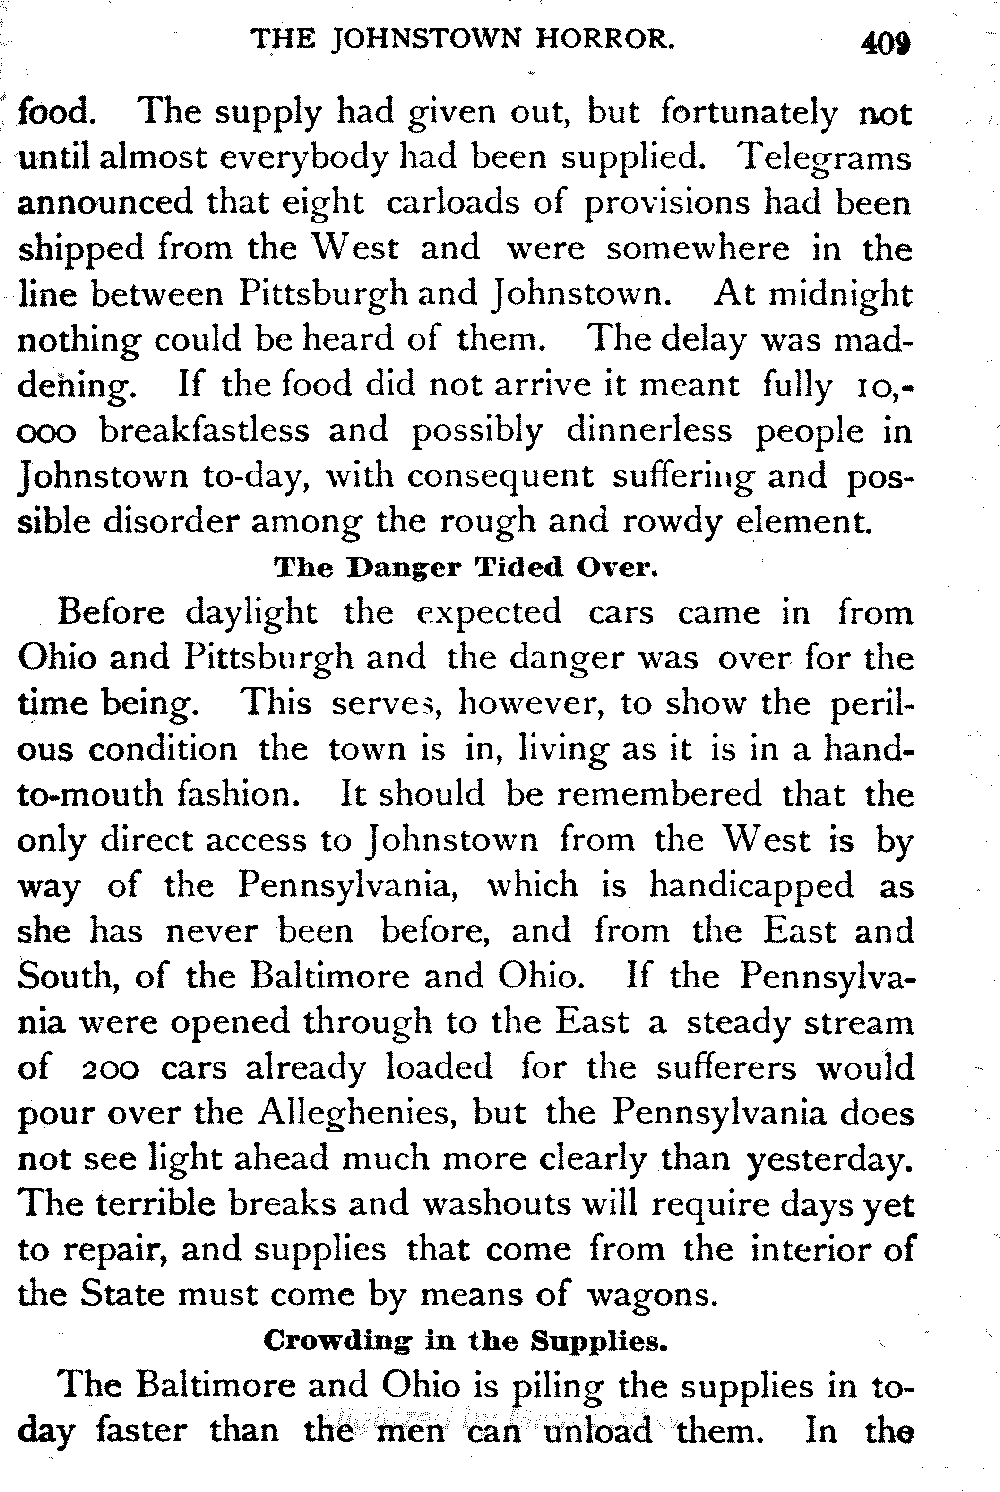 THE JOHNSTOWN HORROR. 409
food. The supply had given out, but fortunately not
until almost everybody had been supplied. Telegrams
announced that eight carloads of provisions had been
shipped from the West and were somewhere in the
line between Pittsburgh and Johnstown. At midnight
nothing could be heard of them. The delay was mad-
dening. If the food did not arrive it meant fully 10,-
000 breakfastless and possibly dinnerless people in
Johnstown to-day, with consequent suffering and pos-
sible disorder among the rough and rowdy element.
The Danger Tided Over.
Before daylight the expected cars came in from
Ohio and Pittsburgh and the danger was over for the
time being. This serves, however, to show the peril-
ous condition the town is in, living as it is in a hand-
to-mouth fashion. It should be remembered that the
only direct access to Johnstown from the West is by
way of the Pennsylvania, which is handicapped as
she has never been before, and from the East and
South, of the Baltimore and Ohio. If the Pennsylva-
nia were opened through to the East a steady stream
of 200 cars already loaded for the sufferers would
pour over the Alleghenies, but the Pennsylvania does
not see light ahead much more clearly than yesterday.
The terrible breaks and washouts will require days yet
to repair, and supplies that come from the interior of
the State must come by means of wagons.
Crowding in the Supplies.
The Baltimore and Ohio is piling the supplies in to-
day faster than the men can unload them. In the